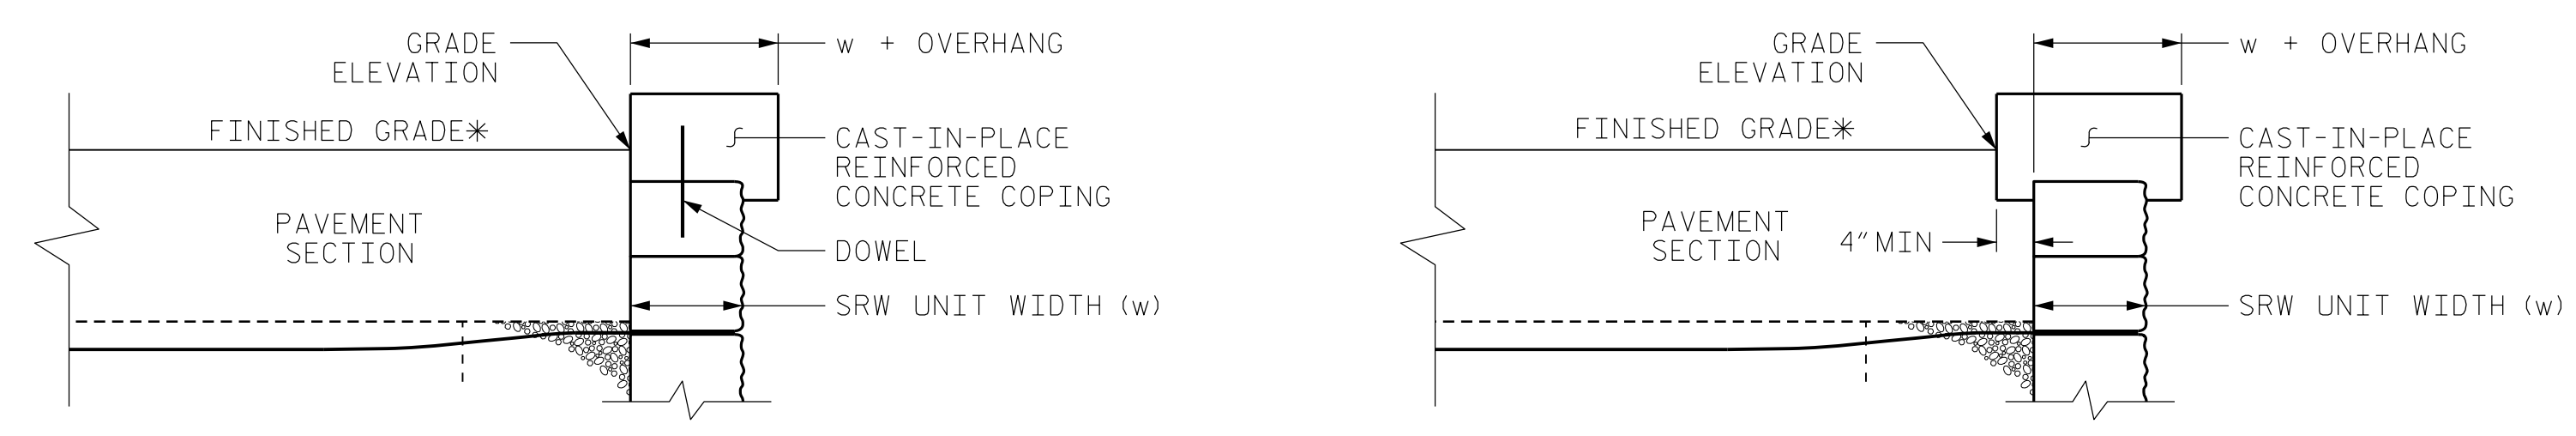 GRADE
ELEVATION
w + OVERHANG
FINISHED GRADE*
CAST-IN-PLACE
REINFORCED
CONCRETE COPING
PAVEMENT
SECTION
DOWEL
SRW UNIT WIDTH (w)
GRADE
ELEVATION
w + OVERHANG
FINISHED GRADE*
CAST-IN-PLACE
REINFORCED
CONCRETE COPING
PAVEMENT
SECTION
4" MIN
SRW UNIT WIDTH (w)